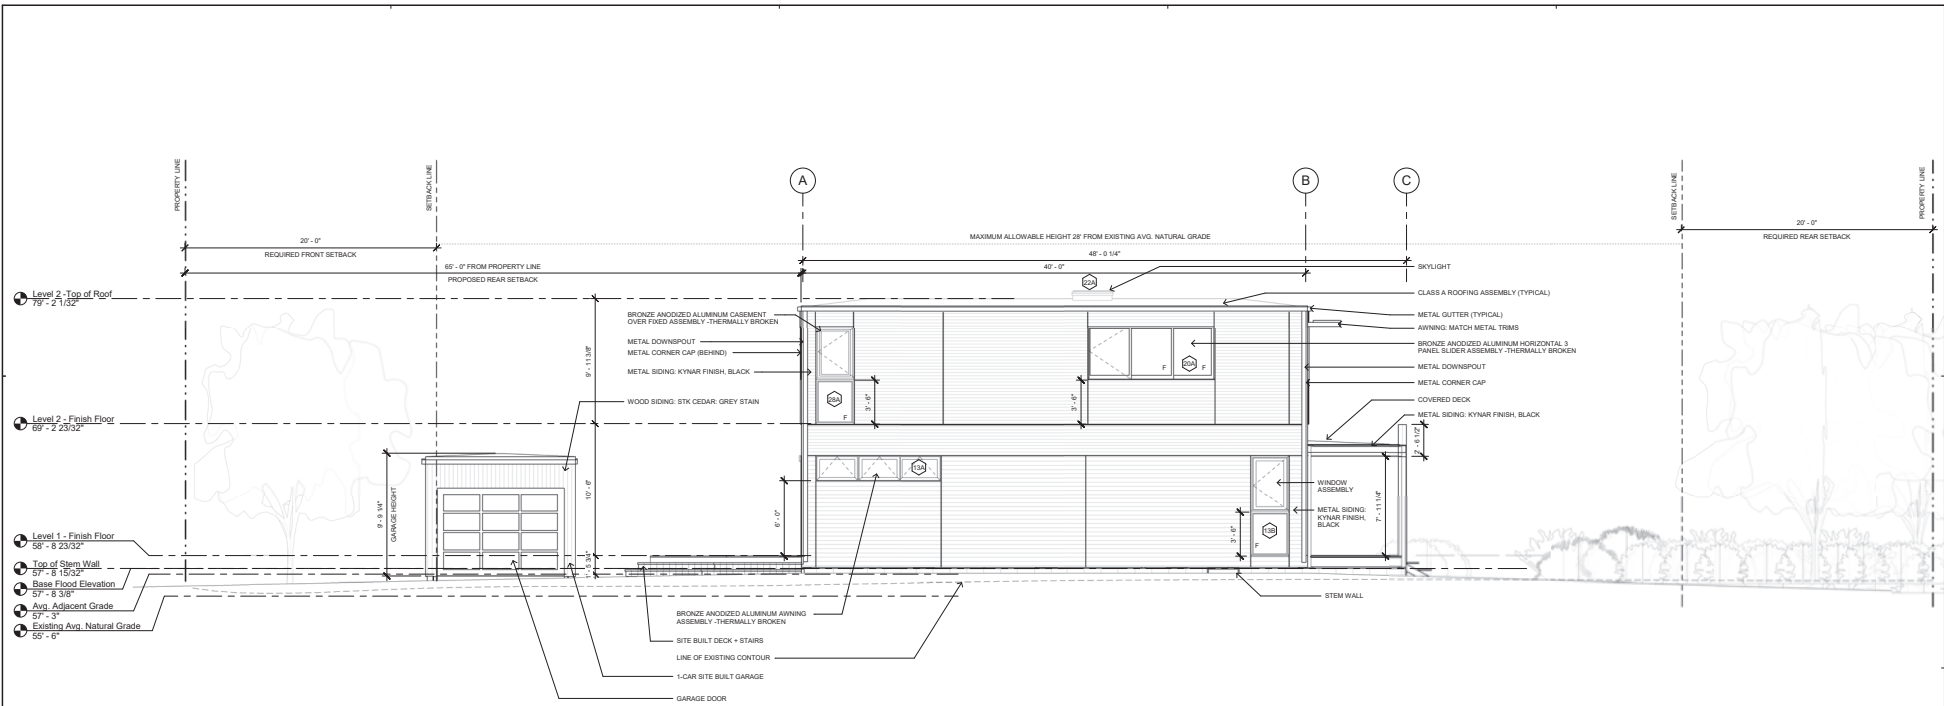 PROPERTY LINE
SETBACK LINE
A
B
C
SETBACK LINE
PROPERTY LINE
20' - 0"
REQUIRED FRONT SETBACK
MAXIMUM ALLOWABLE HEIGHT 28' FROM EXISTING AVG. NATURAL GRADE
20' - 0"
REQUIRED REAR SETBACK
48' - 0 1/4"
65' - 0" FROM PROPERTY LINE
PROPOSED REAR SETBACK
40' - 0"
SKYLIGHT
22A
Level 2 -Top of Roof
79' - 2 1/32"
CLASS A ROOFING ASSEMBLY (TYPICAL)
BRONZE ANODIZED ALUMINUM CASEMENT
OVER FIXED ASSEMBLY -THERMALLY BROKEN
METAL GUTTER (TYPICAL)
AWNING: MATCH METAL TRIMS
METAL DOWNSPOUT
METAL CORNER CAP (BEHIND)
BRONZE ANODIZED ALUMINUM HORIZONTAL 3
PANEL SLIDER ASSEMBLY -THERMALLY BROKEN
9' - 11 3/8"
METAL SIDING: KYNAR FINISH, BLACK
F
20A
F
METAL DOWNSPOUT
METAL CORNER CAP
28A
F
3' - 6"
3' - 6"
WOOD SIDING: STK CEDAR: GREY STAIN
COVERED DECK
METAL SIDING: KYNAR FINISH, BLACK
Level 2 - Finish Floor
69' - 2 23/32"
2' - 6 1/2"
13A
9' - 9 1/4"
GARAGE HEIGHT
10' - 6"
6' - 0"
WINDOW
ASSEMBLY
METAL SIDING:
KYNAR FINISH,
BLACK
7' - 11 1/4"
3' - 6"
13B
F
Level 1 - Finish Floor
58' - 8 23/32"
1' - 5 3/4"
Top of Stem Wall
57' - 8 15/32"
Base Flood Elevation
57' - 8 3/8"
Avg. Adjacent Grade
57' - 3"
Existing Avg. Natural Grade
55' - 6"
STEM WALL
BRONZE ANODIZED ALUMINUM AWNING
ASSEMBLY -THERMALLY BROKEN
SITE BUILT DECK + STAIRS
LINE OF EXISTING CONTOUR
1-CAR SITE BUILT GARAGE
GARAGE DOOR